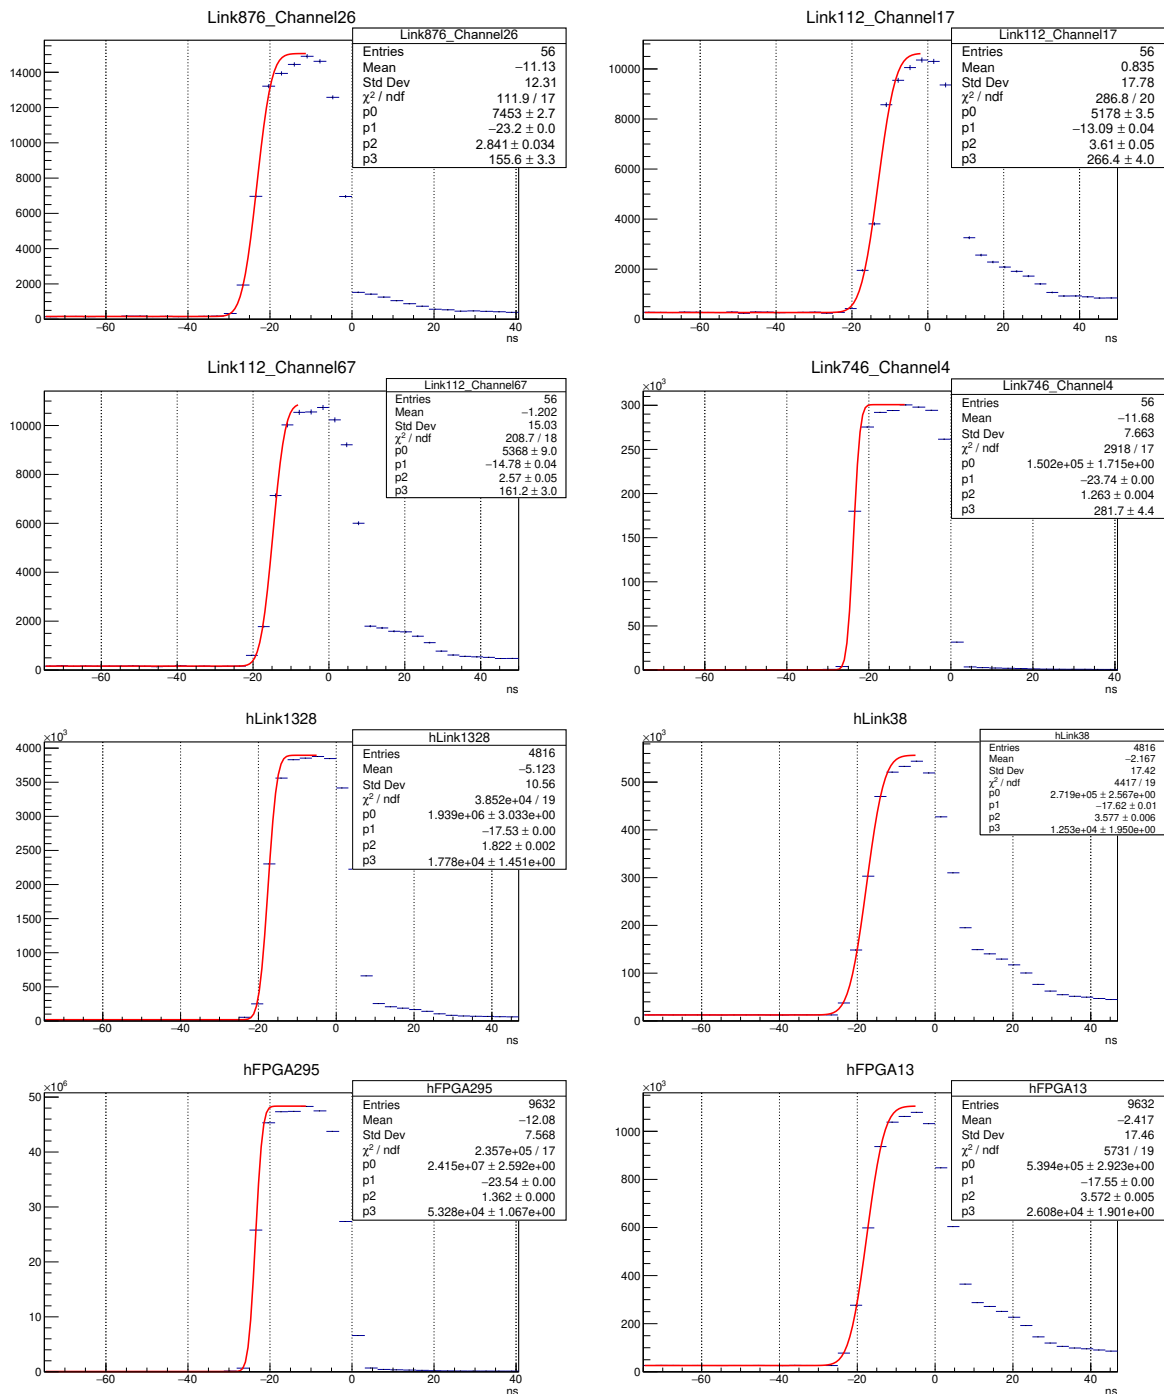 Link876_Channel26
Link876_Channel26
Entries 56
Mean −11.13
Std Dev 12.31
χ² / ndf 111.9 / 17
p0 7453 ± 2.7
p1 −23.2 ± 0.0
p2 2.841 ± 0.034
p3 155.6 ± 3.3
14000
12000
10000
8000
6000
4000
2000
0
−60 −40 −20 0 20 40
ns
Link112_Channel17
Link112_Channel17
Entries 56
Mean 0.835
Std Dev 17.78
χ² / ndf 286.8 / 20
p0 5178 ± 3.5
p1 −13.09 ± 0.04
p2 3.61 ± 0.05
p3 266.4 ± 4.0
10000
8000
6000
4000
2000
0
−60 −40 −20 0 20 40
ns
Link112_Channel67
Link112_Channel67
Entries 56
Mean −1.202
Std Dev 15.03
χ² / ndf 208.7 / 18
p0 5368 ± 9.0
p1 −14.78 ± 0.04
p2 2.57 ± 0.05
p3 161.2 ± 3.0
10000
8000
6000
4000
2000
0
−60 −40 −20 0 20 40
ns
Link746_Channel4
×10³
Link746_Channel4
Entries 56
Mean −11.68
Std Dev 7.663
χ² / ndf 2918 / 17
p0 1.502e+05 ± 1.715e+00
p1 −23.74 ± 0.00
p2 1.263 ± 0.004
p3 281.7 ± 4.4
300
250
200
150
100
50
0
−60 −40 −20 0 20 40
ns
hLink1328
×10³
hLink1328
Entries 4816
Mean −5.123
Std Dev 10.56
χ² / ndf 3.852e+04 / 19
p0 1.939e+06 ± 3.033e+00
p1 −17.53 ± 0.00
p2 1.822 ± 0.002
p3 1.778e+04 ± 1.451e+00
4000
3500
3000
2500
2000
1500
1000
500
0
−60 −40 −20 0 20 40
ns
hLink38
×10³
hLink38
Entries 4816
Mean −2.167
Std Dev 17.42
χ² / ndf 4417 / 19
p0 2.719e+05 ± 2.567e+00
p1 −17.62 ± 0.01
p2 3.577 ± 0.006
p3 1.253e+04 ± 1.950e+00
500
400
300
200
100
0
−60 −40 −20 0 20 40
ns
hFPGA295
×10⁶
hFPGA295
Entries 9632
Mean −12.08
Std Dev 7.568
χ² / ndf 2.357e+05 / 17
p0 2.415e+07 ± 2.592e+00
p1 −23.54 ± 0.00
p2 1.362 ± 0.000
p3 5.328e+04 ± 1.067e+00
50
40
30
20
10
0
−60 −40 −20 0 20 40
ns
hFPGA13
×10³
hFPGA13
Entries 9632
Mean −2.417
Std Dev 17.46
χ² / ndf 5731 / 19
p0 5.394e+05 ± 2.923e+00
p1 −17.55 ± 0.00
p2 3.572 ± 0.005
p3 2.608e+04 ± 1.901e+00
1000
800
600
400
200
0
−60 −40 −20 0 20 40
ns